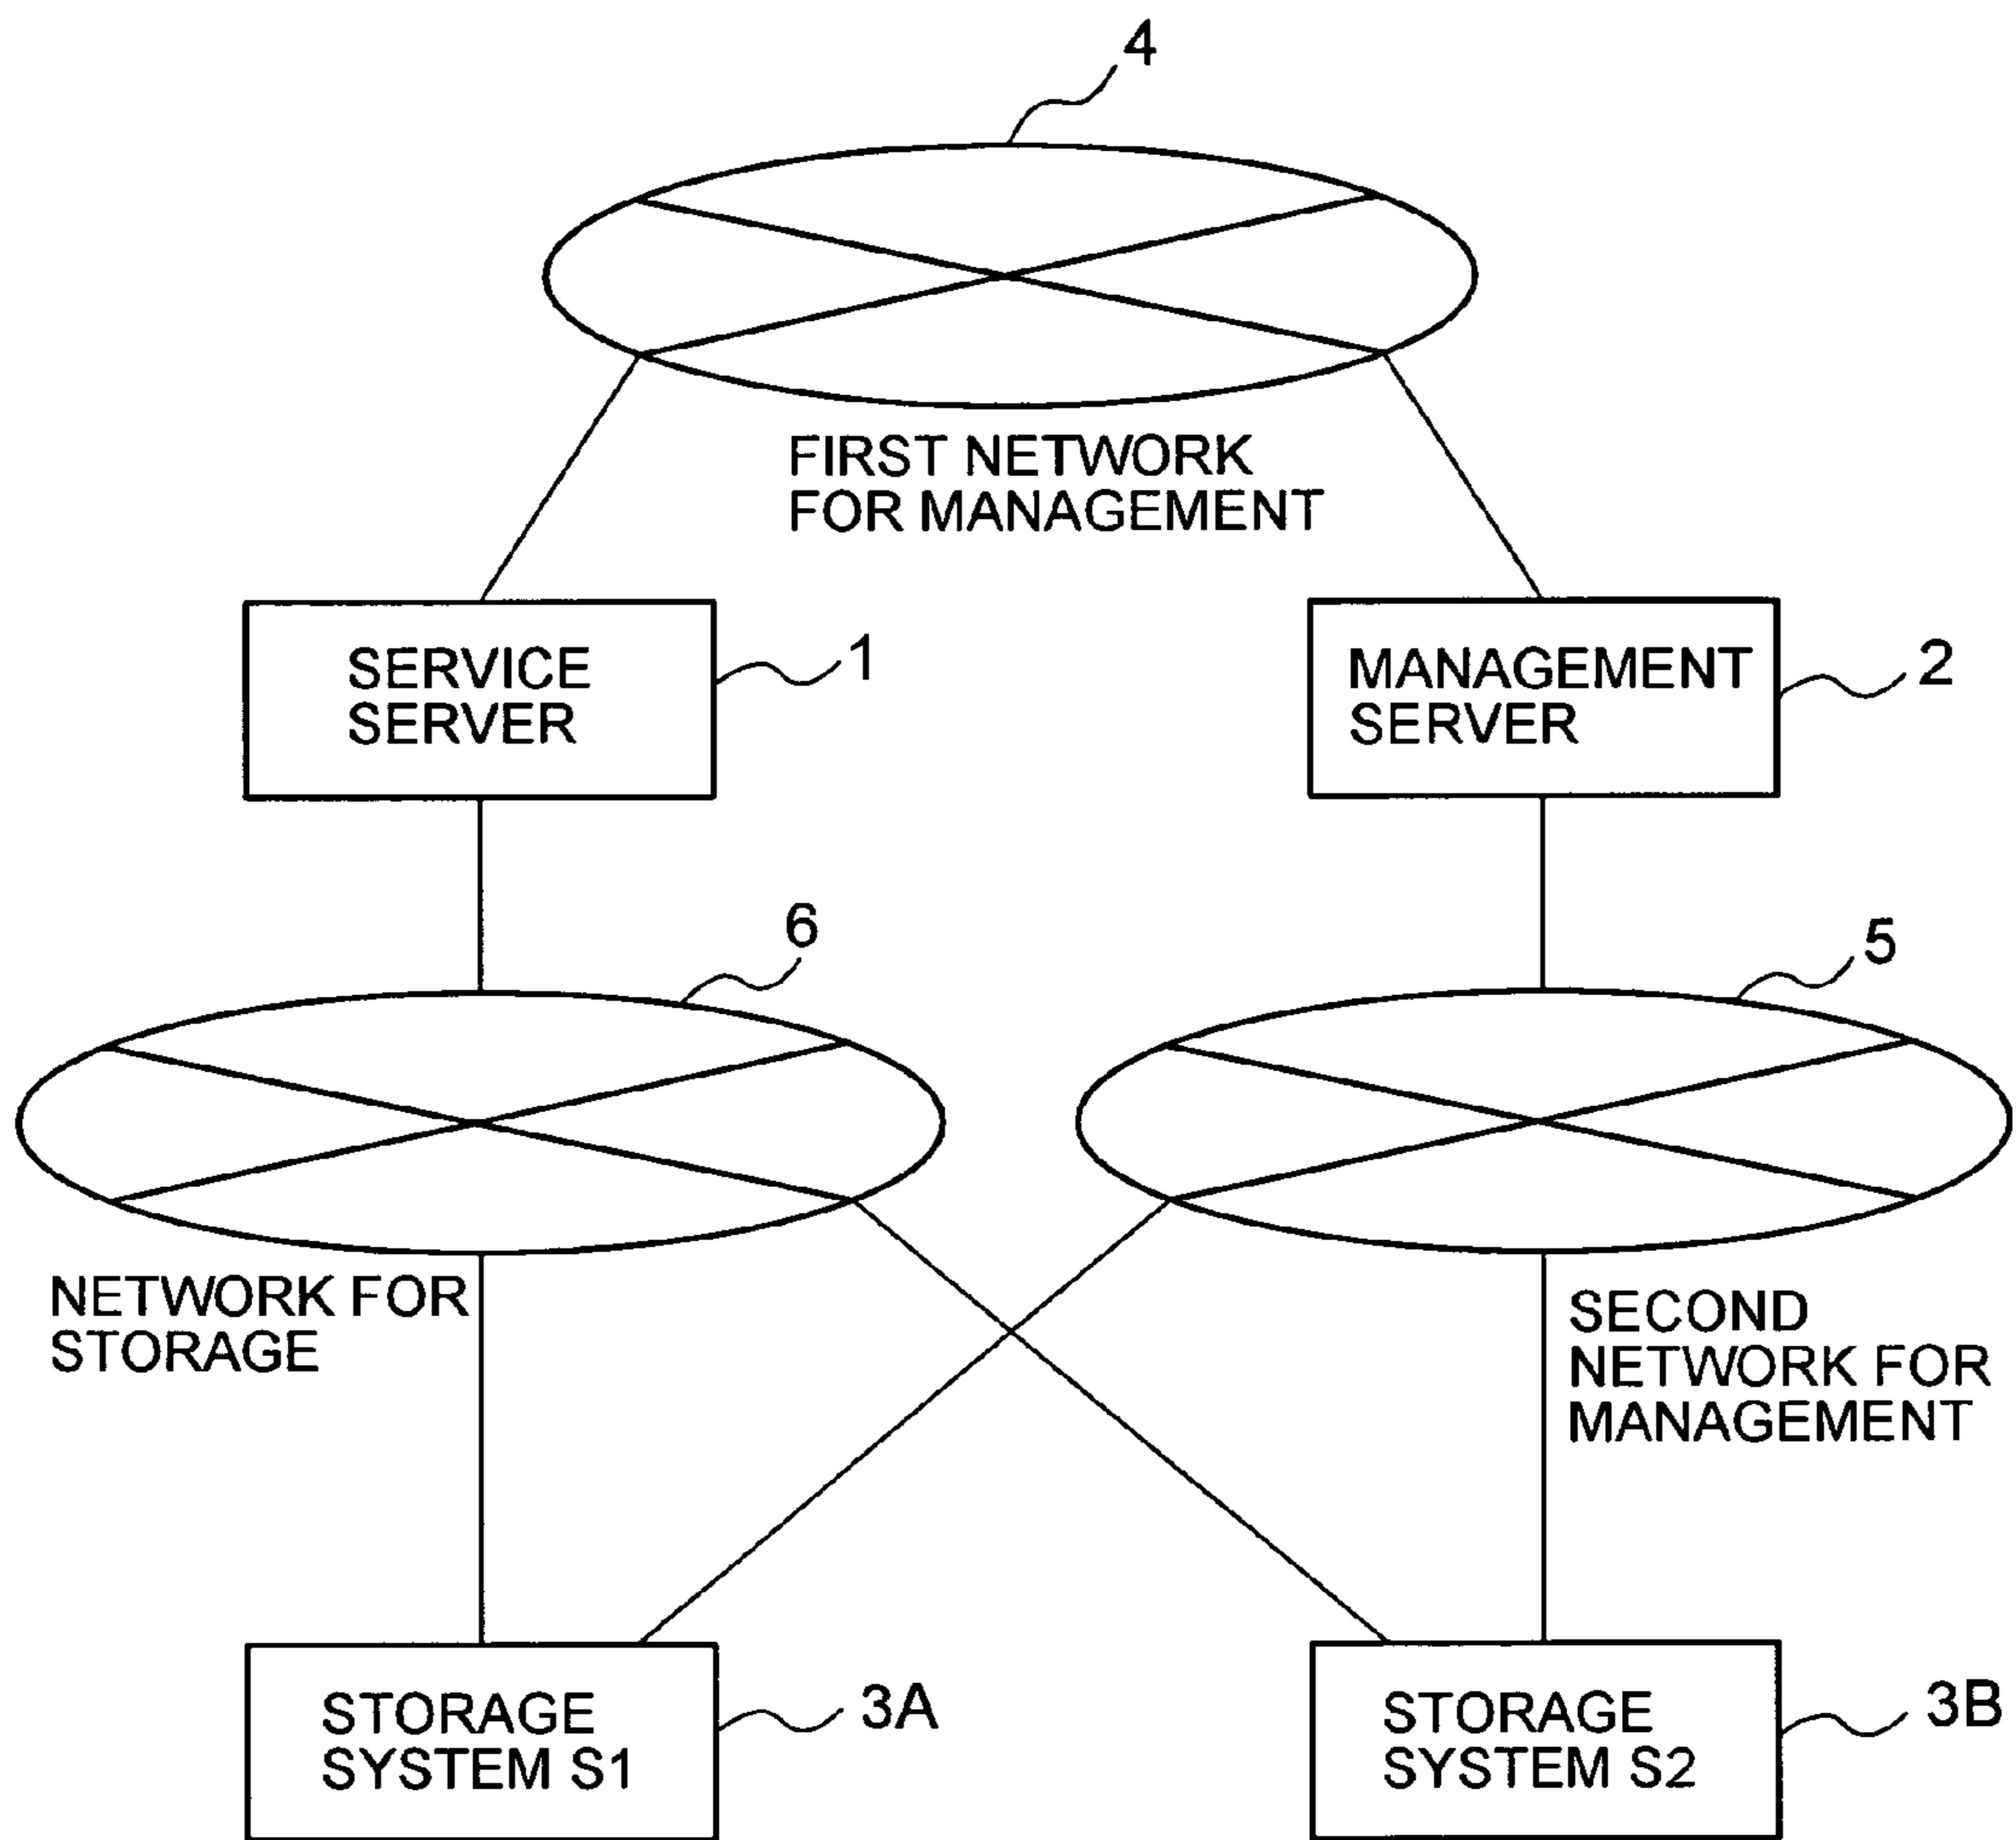 4
FIRST NETWORK
FOR MANAGEMENT
SERVICE
SERVER
1
MANAGEMENT
SERVER
2
6
5
NETWORK FOR
STORAGE
SECOND
NETWORK FOR
MANAGEMENT
STORAGE
SYSTEM S1
3A
STORAGE
SYSTEM S2
3B